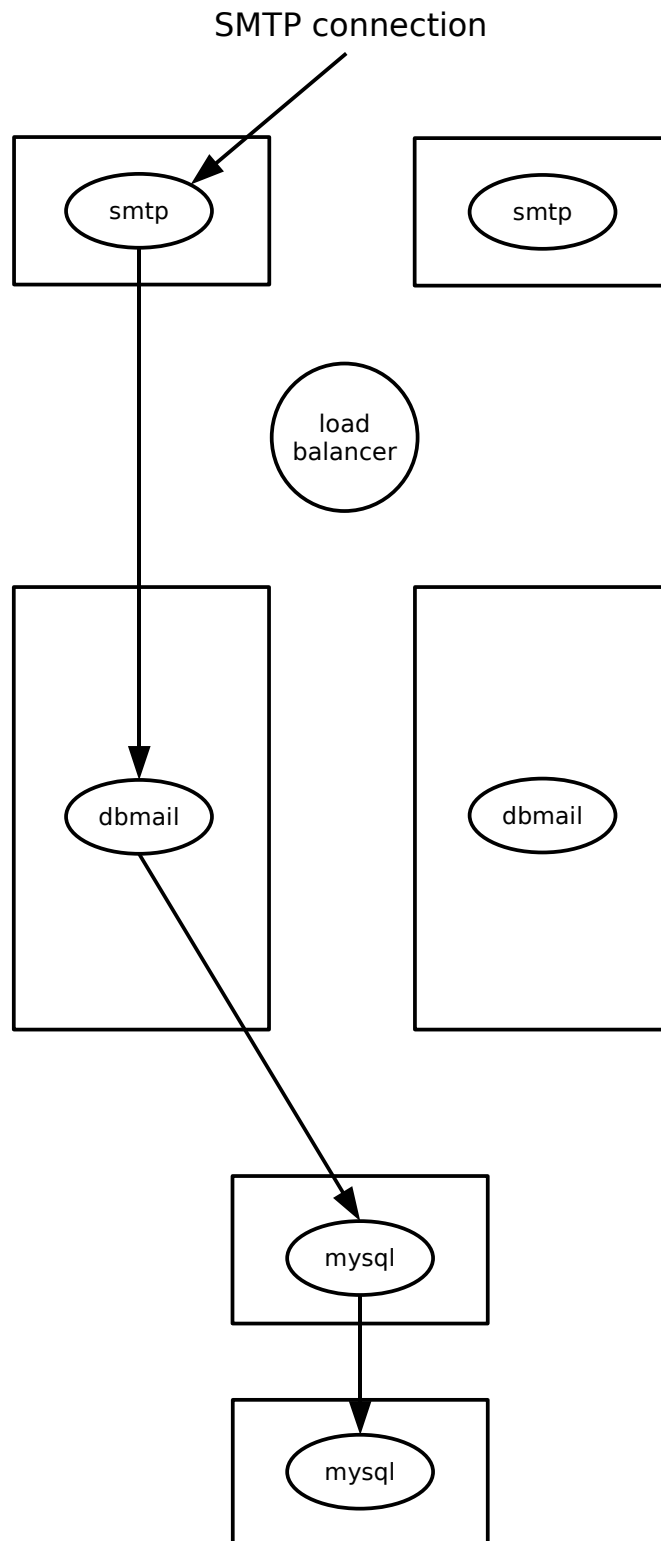 SMTP connection
smtp
smtp
load
balancer
dbmail
dbmail
mysql
mysql